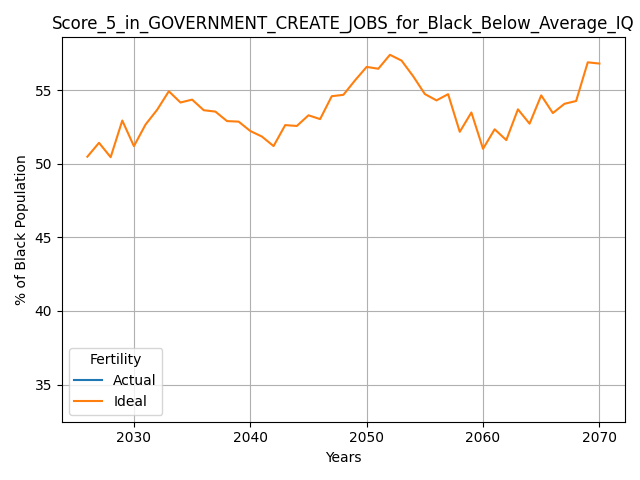 Score_5_in_GOVERNMENT_CREATE_JOBS_for_Black_Below_Average_IQ
% of Black Population
55
50
45
40
35
Fertility
Actual
Ideal
2030 2040 2050 2060 2070
Years